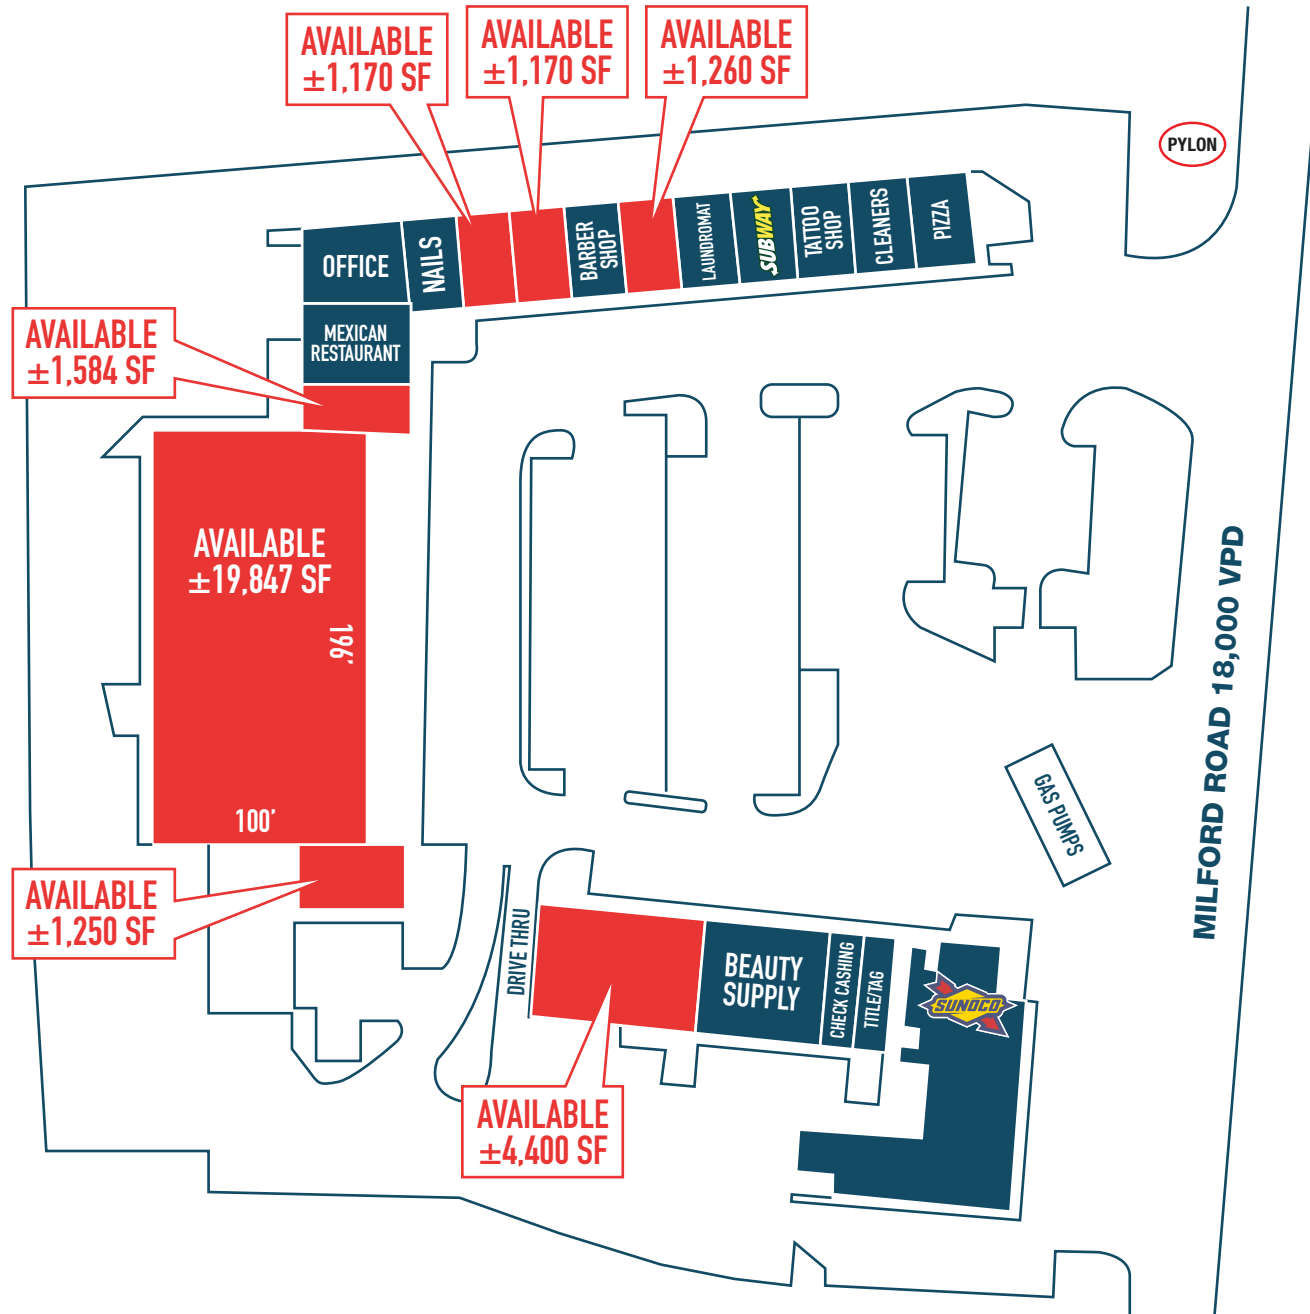 AVAILABLE
±1,170 SF
AVAILABLE
±1,170 SF
AVAILABLE
±1,260 SF
PYLON
OFFICE
NAILS
BARBER
SHOP
LAUNDROMAT
SUBWAY
TATTOO
SHOP
CLEANERS
PIZZA
MEXICAN
RESTAURANT
AVAILABLE
±1,584 SF
AVAILABLE
±19,847 SF
196'
100'
MILFORD ROAD 18,000 VPD
GAS PUMPS
AVAILABLE
±1,250 SF
DRIVE THRU
BEAUTY
SUPPLY
CHECK CASHING
TITLE/TAG
SUNOCO
AVAILABLE
±4,400 SF